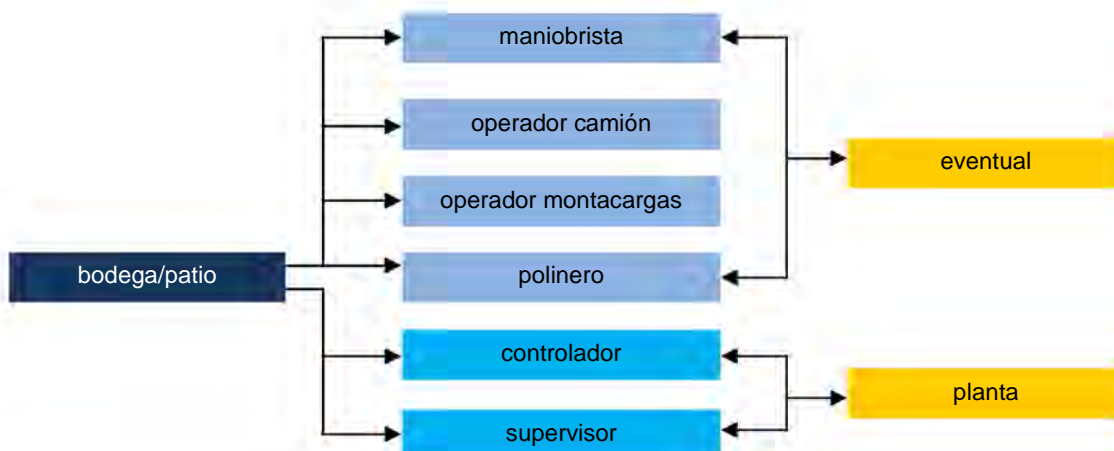 maniobrista
operador camión
eventual
operador montacargas
bodega/patio
polinero
controlador
planta
supervisor